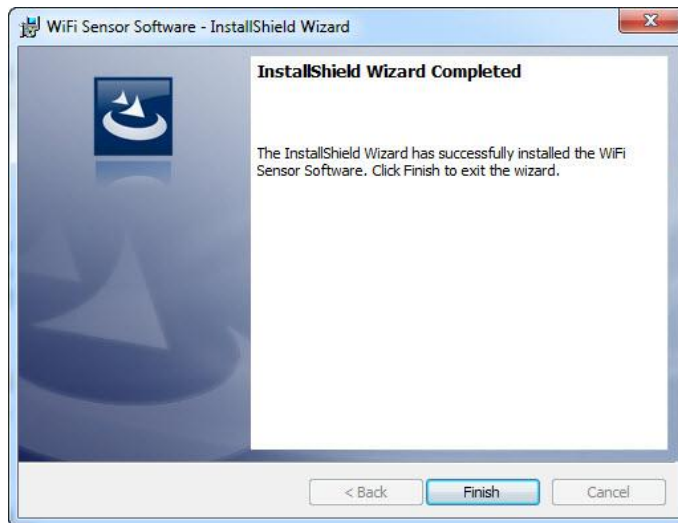 WiFi Sensor Software - InstallShield Wizard
InstallShield Wizard Completed
The InstallShield Wizard has successfully installed the WiFi
Sensor Software. Click Finish to exit the wizard.
< Back Finish Cancel